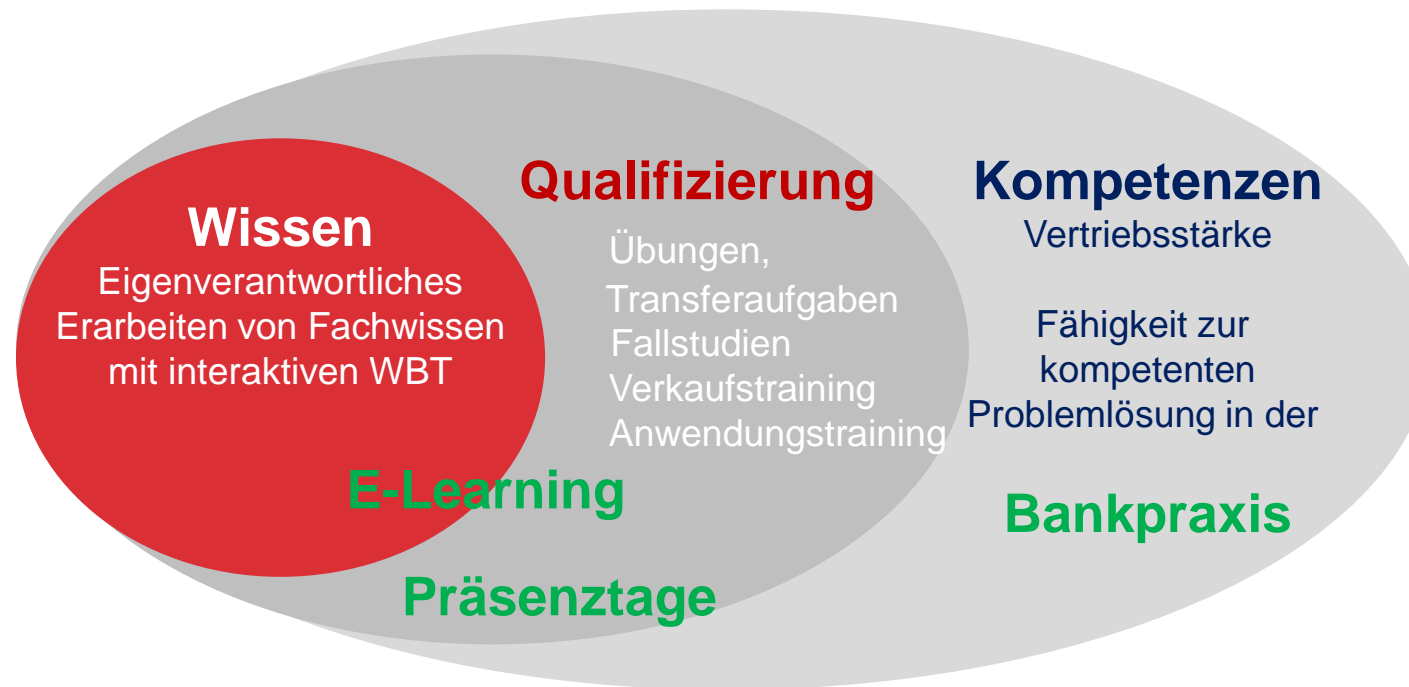 Wissen
Eigenverantwortliches
Erarbeiten von Fachwissen
mit interaktiven WBT
Qualifizierung
Übungen,
Transferaufgaben
Fallstudien
Verkaufstraining
Anwendungstraining
Kompetenzen
Vertriebsstärke
Fähigkeit zur
kompetenten
Problemlösung in der
E-Learning
Bankpraxis
Präsenztage